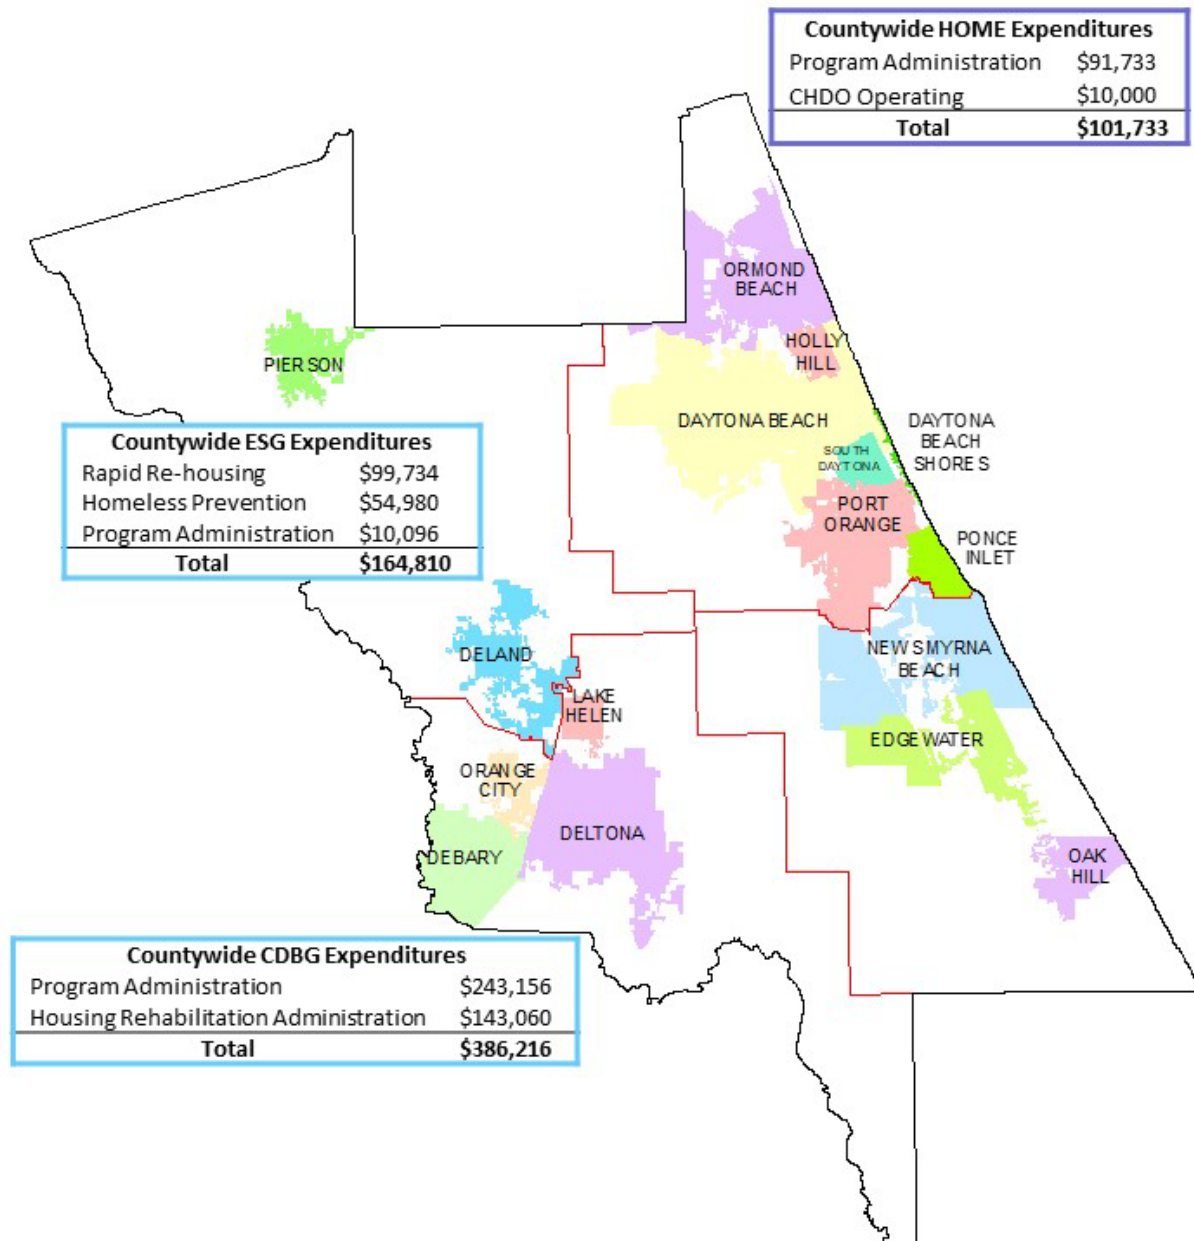 Countywide HOME Expenditures
Program Administration $91,733
CHDO Operating $10,000
Total $101,733
ORMOND
BEACH
HOLLY
HILL
PIERSON
DAYTONA BEACH
DAYTONA
BEACH
SHORES
SOUTH
DAYTONA
PORT
ORANGE
PONCE
INLET
Countywide ESG Expenditures
Rapid Re-housing $99,734
Homeless Prevention $54,980
Program Administration $10,096
Total $164,810
DELAND
NEW SMYRNA
BEACH
LAKE
HELEN
EDGEWATER
ORANGE
CITY
DELTONA
DEBARY
OAK
HILL
Countywide CDBG Expenditures
Program Administration $243,156
Housing Rehabilitation Administration $143,060
Total $386,216